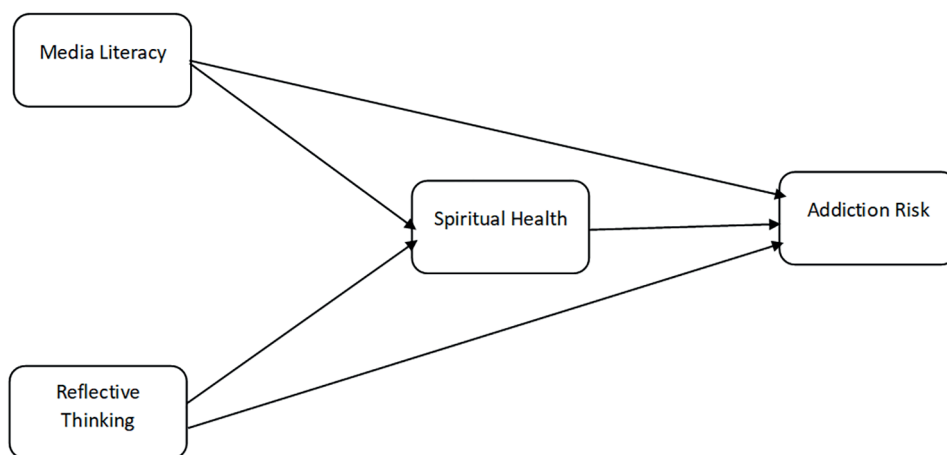 Media Literacy
Spiritual Health
Addiction Risk
Reflective
Thinking